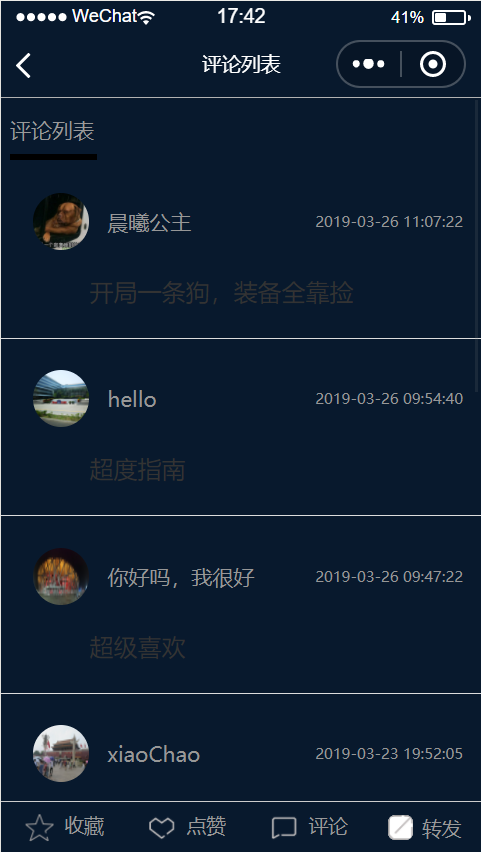 ●●●●● WeChat 17:42 41%
评论列表
评论列表
晨曦公主 2019-03-26 11:07:22
开局一条狗，装备全靠捡
hello 2019-03-26 09:54:40
超度指南
你好吗，我很好 2019-03-26 09:47:22
超级喜欢
xiaoChao 2019-03-23 19:52:05
收藏 点赞 评论 转发